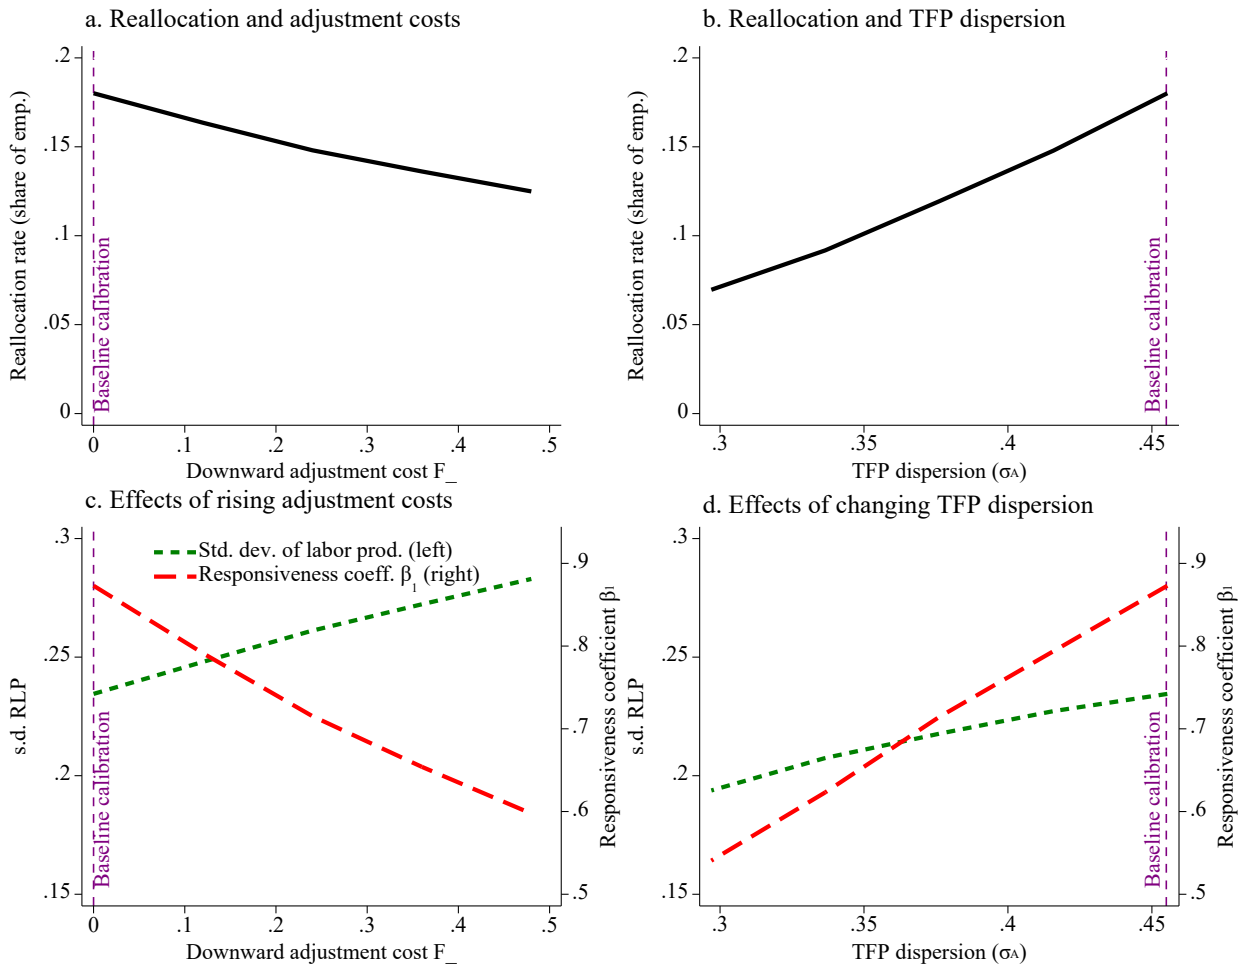 a. Reallocation and adjustment costs
Reallocation rate (share of emp.)
.2
.15
.1
.05
0
Baseline calibration
0 .1 .2 .3 .4 .5
Downward adjustment cost F_
b. Reallocation and TFP dispersion
Reallocation rate (share of emp.)
.2
.15
.1
.05
0
Baseline calibration
.3 .35 .4 .45
TFP dispersion (σA)
c. Effects of rising adjustment costs
s.d. RLP
.3
.25
.2
.15
Std. dev. of labor prod. (left)
Responsiveness coeff. β1 (right)
Baseline calibration
.9
.8
.7
.6
.5
Responsiveness coefficient β1
0 .1 .2 .3 .4 .5
Downward adjustment cost F_
d. Effects of changing TFP dispersion
s.d. RLP
.3
.25
.2
.15
Baseline calibration
.9
.8
.7
.6
.5
Responsiveness coefficient β1
.3 .35 .4 .45
TFP dispersion (σA)